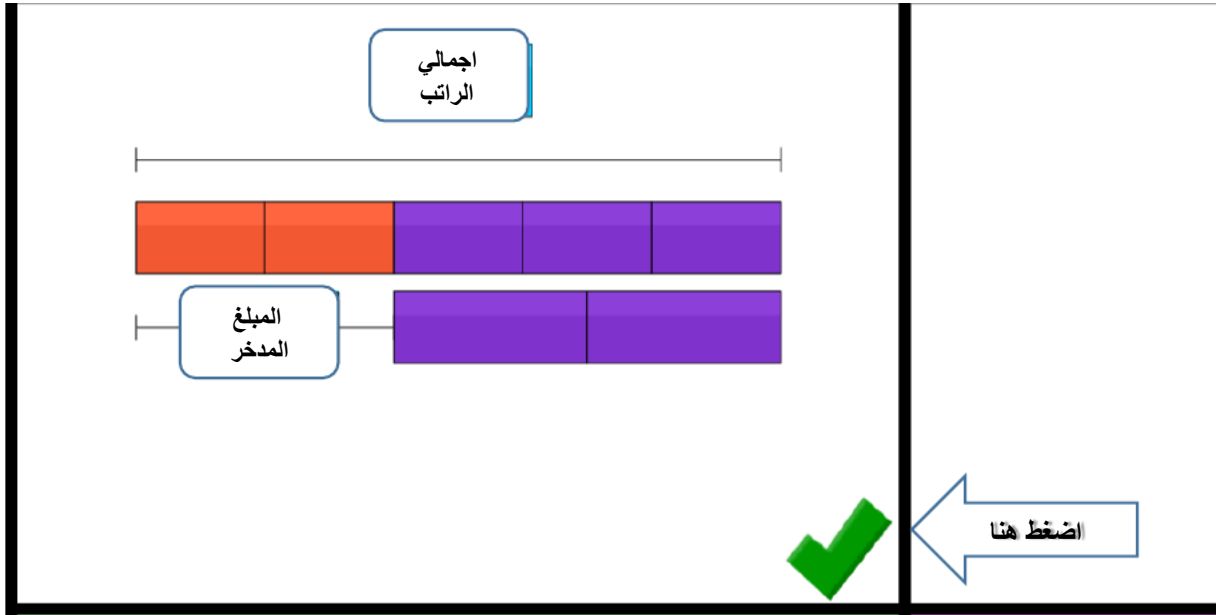 اجمالي
الراتب
المبلغ
المدخر
اضغط هنا